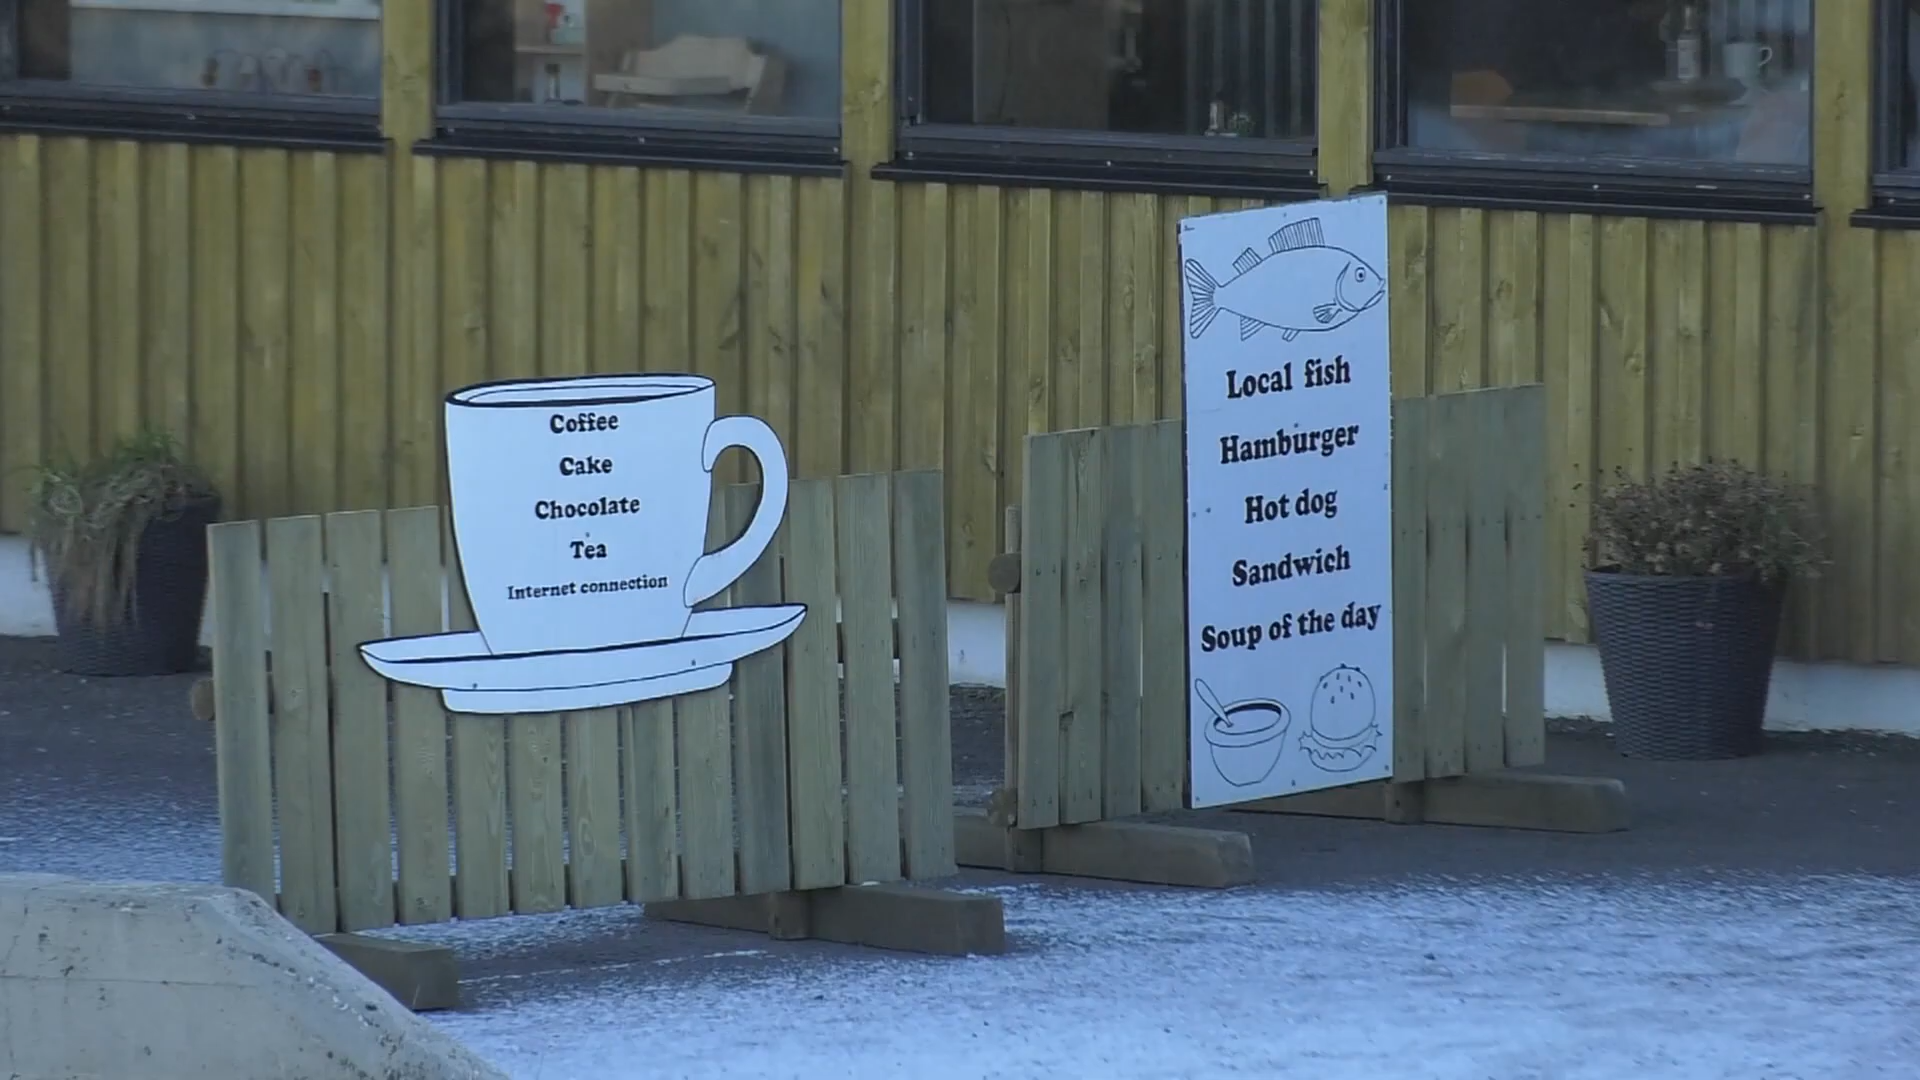 Coffee
Cake
Chocolate
Tea
Internet connection
Local fish
Hamburger
Hot dog
Sandwich
Soup of the day